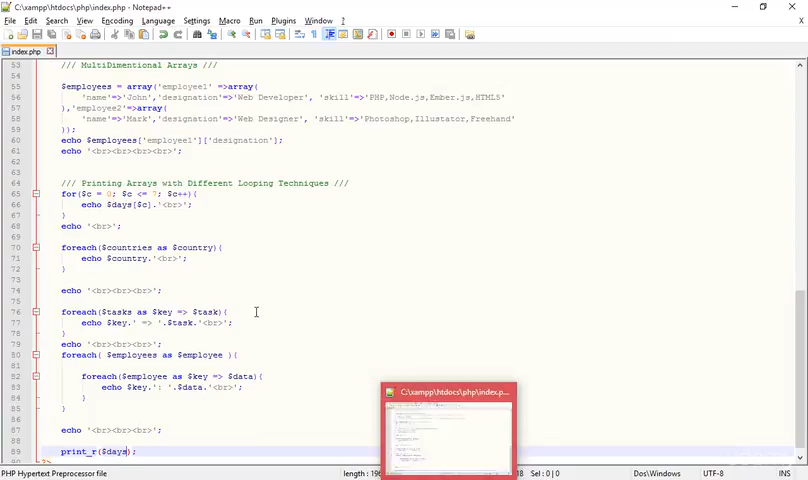 C:\xampp\htdocs\php\index.php - Notepad++
File Edit Search View Encoding Language Settings Macro Run Plugins Window ?
index.php
53 /// MultiDimentional Arrays ///
54
55 $employees = array('employee1' =>array(
56 'name'=>'John','designation'=>'Web Developer', 'skill'=>'PHP,Node.js,Ember.js,HTML5'
57 ),'employee2'=>array(
58 'name'=>'Mark','designation'=>'Web Designer', 'skill'=>'Photoshop,Illustator,Freehand'
59 ));
60 echo $employees['employee1']['designation'];
61 echo '<br><br><br><br>';
62
63
64 /// Printing Arrays with Different Looping Techniques ///
65 for($c = 0; $c <= 7; $c++){
66 echo $days[$c].'<br>';
67 }
68 echo '<br>';
69
70 foreach($countries as $country){
71 echo $country.'<br>';
72 }
73
74 echo '<br><br><br>';
75
76 foreach($tasks as $key => $task){
77 echo $key.' => '.$task.'<br>';
78 }
79 echo '<br><br><br>';
80 foreach( $employees as $employee ){
81
82 foreach($employee as $key => $data){
83 echo $key.': '.$data.'<br>';
84 }
85 }
86
87 echo '<br><br><br>';
88
89 print_r($days);
C:\xampp\htdocs\php\index.p...
PHP Hypertext Preprocessor file
Sel : 0 | 0
Dos\Windows
UTF-8
INS